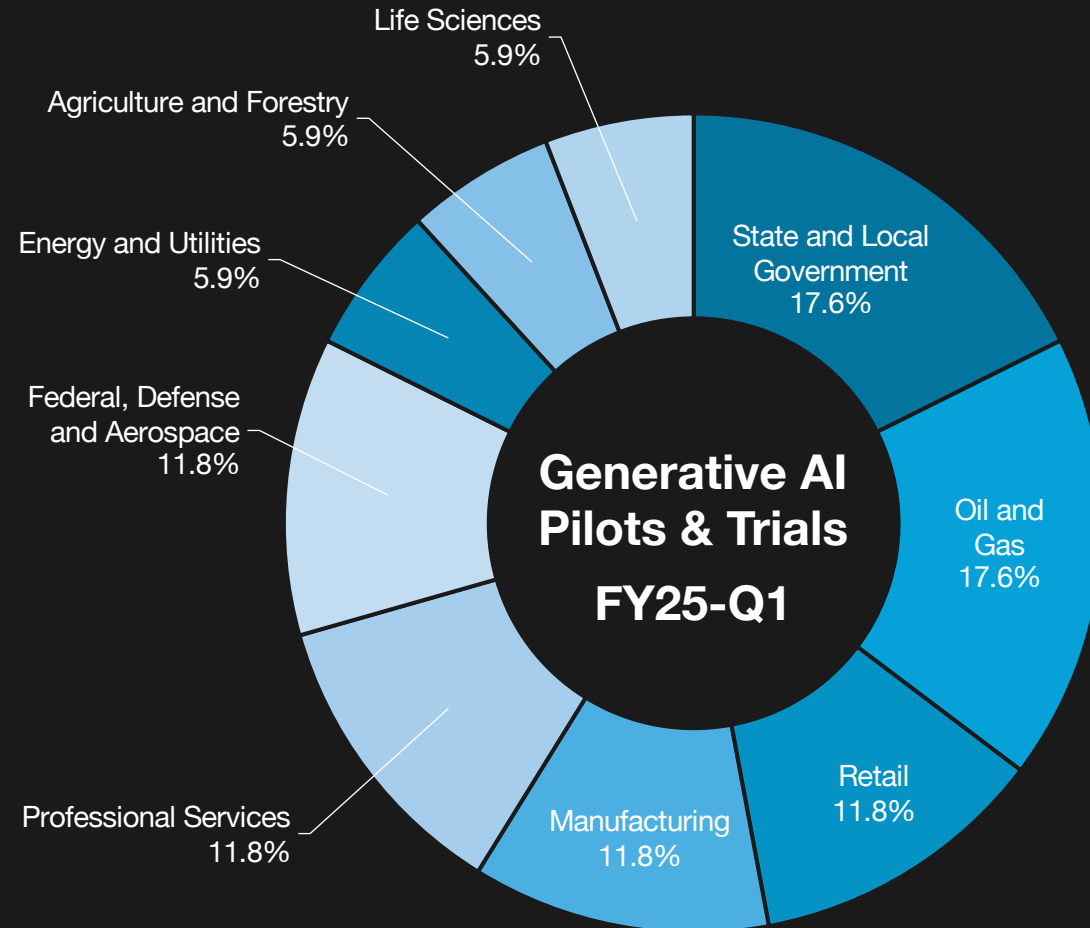 Life Sciences
5.9%
Agriculture and Forestry
5.9%
Energy and Utilities
5.9%
Federal, Defense
and Aerospace
11.8%
Professional Services
11.8%
Manufacturing
11.8%
Retail
11.8%
Oil and
Gas
17.6%
State and Local
Government
17.6%
Generative AI
Pilots & Trials
FY25-Q1